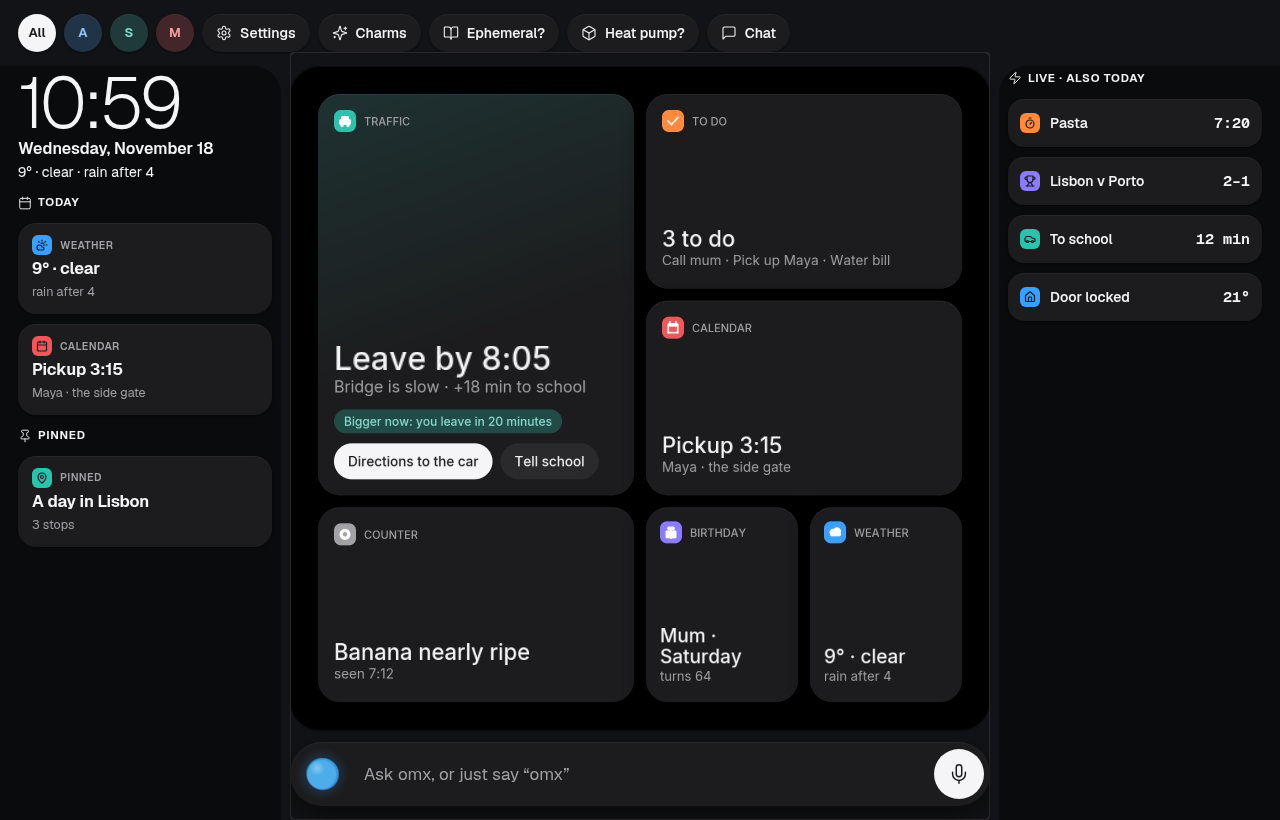 All
A
S
M
Settings
Charms
Ephemeral?
Heat pump?
Chat
10:59
Wednesday, November 18
9° · clear · rain after 4
TODAY
WEATHER
9° · clear
rain after 4
CALENDAR
Pickup 3:15
Maya · the side gate
PINNED
PINNED
A day in Lisbon
3 stops
TRAFFIC
Leave by 8:05
Bridge is slow · +18 min to school
Bigger now: you leave in 20 minutes
Directions to the car
Tell school
TO DO
3 to do
Call mum · Pick up Maya · Water bill
CALENDAR
Pickup 3:15
Maya · the side gate
COUNTER
Banana nearly ripe
seen 7:12
BIRTHDAY
Mum ·
Saturday
turns 64
WEATHER
9° · clear
rain after 4
Ask omx, or just say “omx”
LIVE · ALSO TODAY
Pasta 7:20
Lisbon v Porto 2–1
To school 12 min
Door locked 21°